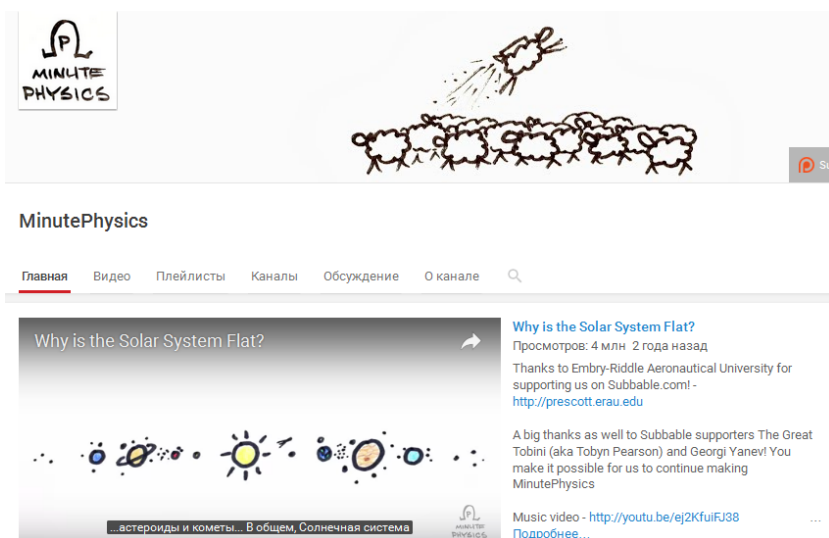 P
MINUTE
PHYSICS
MinutePhysics
Главная Видео Плейлисты Каналы Обсуждение О канале
Why is the Solar System Flat?
...астероиды и кометы... В общем, Солнечная система
P
MINUTE
PHYSICS
Why is the Solar System Flat?
Просмотров: 4 млн 2 года назад
Thanks to Embry-Riddle Aeronautical University for
supporting us on Subbable.com! -
http://prescott.erau.edu
A big thanks as well to Subbable supporters The Great
Tobini (aka Tobyn Pearson) and Georgi Yanev! You
make it possible for us to continue making
MinutePhysics
Music video - http://youtu.be/ej2KfuiFJ38 ...
Подробнее...